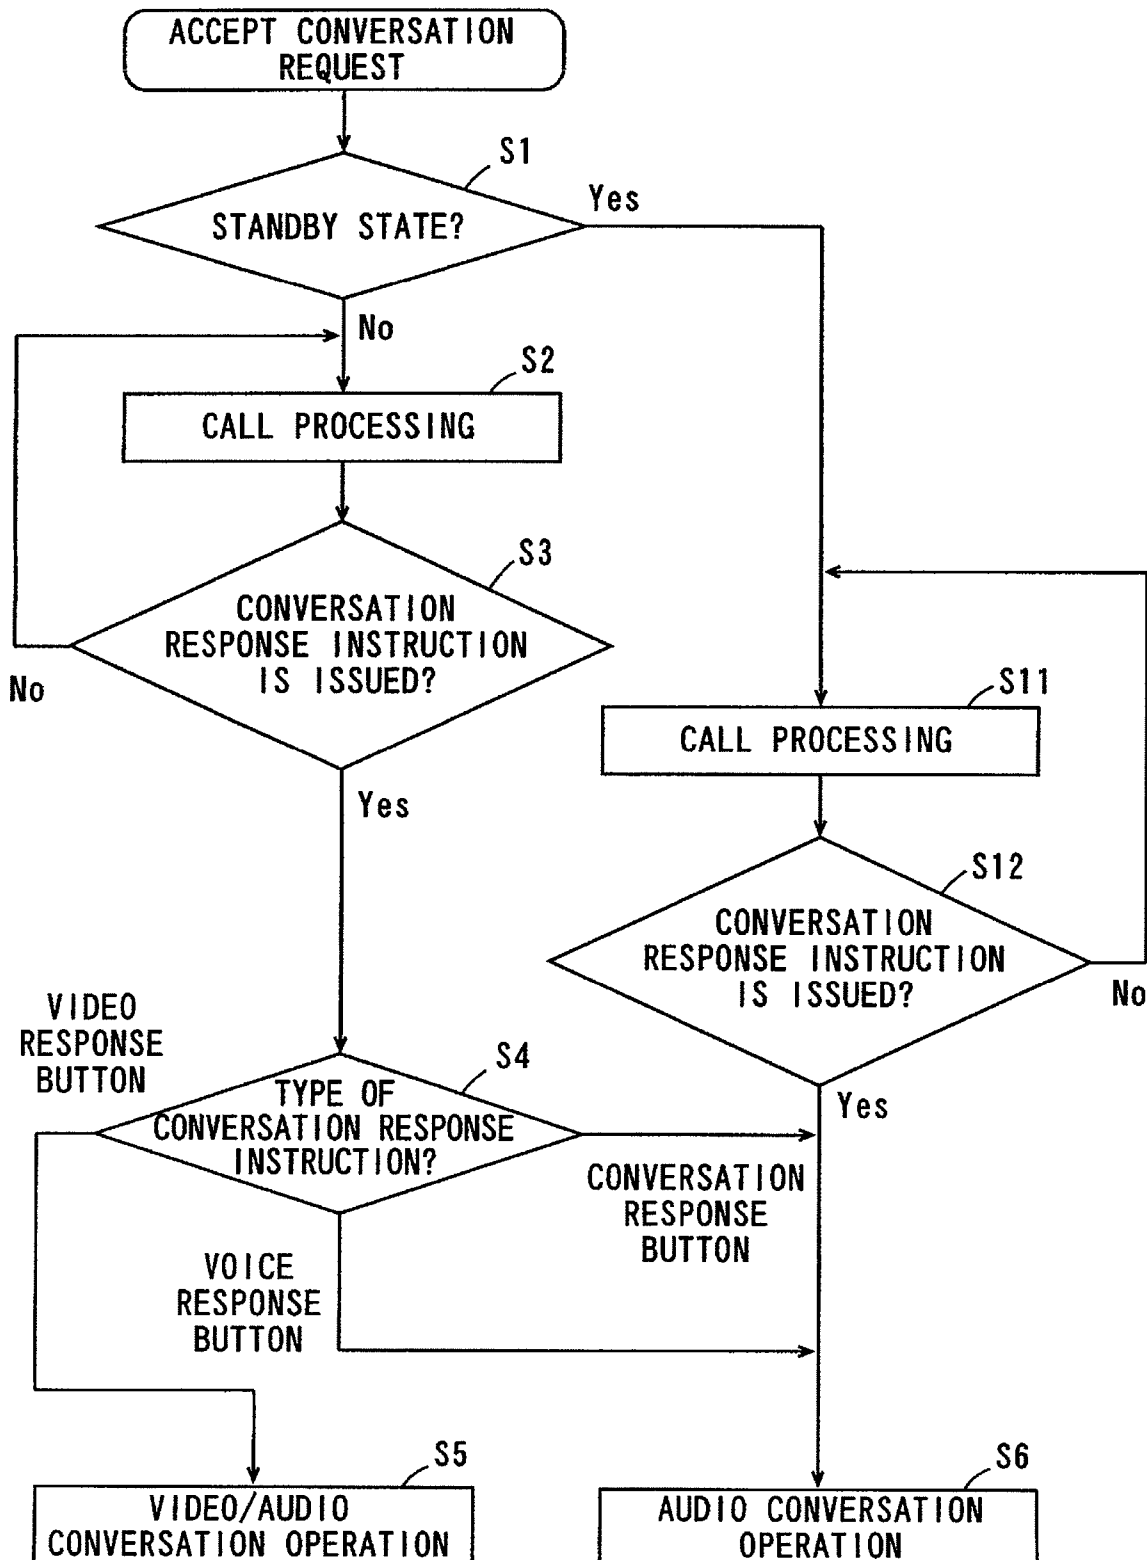 ACCEPT CONVERSATION
REQUEST
S1
STANDBY STATE?
Yes
No
S2
CALL PROCESSING
S3
CONVERSATION
RESPONSE INSTRUCTION
IS ISSUED?
No
Yes
S11
CALL PROCESSING
S12
CONVERSATION
RESPONSE INSTRUCTION
IS ISSUED?
No
Yes
VIDEO
RESPONSE
BUTTON
S4
TYPE OF
CONVERSATION RESPONSE
INSTRUCTION?
CONVERSATION
RESPONSE
BUTTON
VOICE
RESPONSE
BUTTON
S5
VIDEO/AUDIO
CONVERSATION OPERATION
S6
AUDIO CONVERSATION
OPERATION